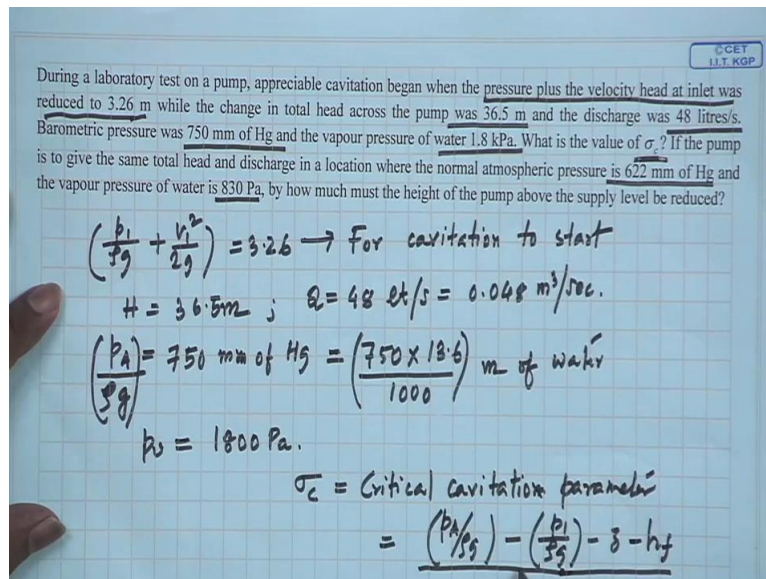 ©CET
I.I.T. KGP
During a laboratory test on a pump, appreciable cavitation began when the pressure plus the velocity head at inlet was
reduced to 3.26 m while the change in total head across the pump was 36.5 m and the discharge was 48 litres/s.
Barometric pressure was 750 mm of Hg and the vapour pressure of water 1.8 kPa. What is the value of σc? If the pump
is to give the same total head and discharge in a location where the normal atmospheric pressure is 622 mm of Hg and
the vapour pressure of water is 830 Pa, by how much must the height of the pump above the supply level be reduced?
(p1/ρg + V1²/2g) = 3.26 → For cavitation to start
H = 36.5m ; Q = 48 lt/s = 0.048 m³/sec.
(pA/ρg) = 750 mm of Hg = (750 × 13.6/1000) m of water
pv = 1800 Pa.
σc = Critical cavitation parameter
= (pA/ρg) - (p1/ρg) - z - hf